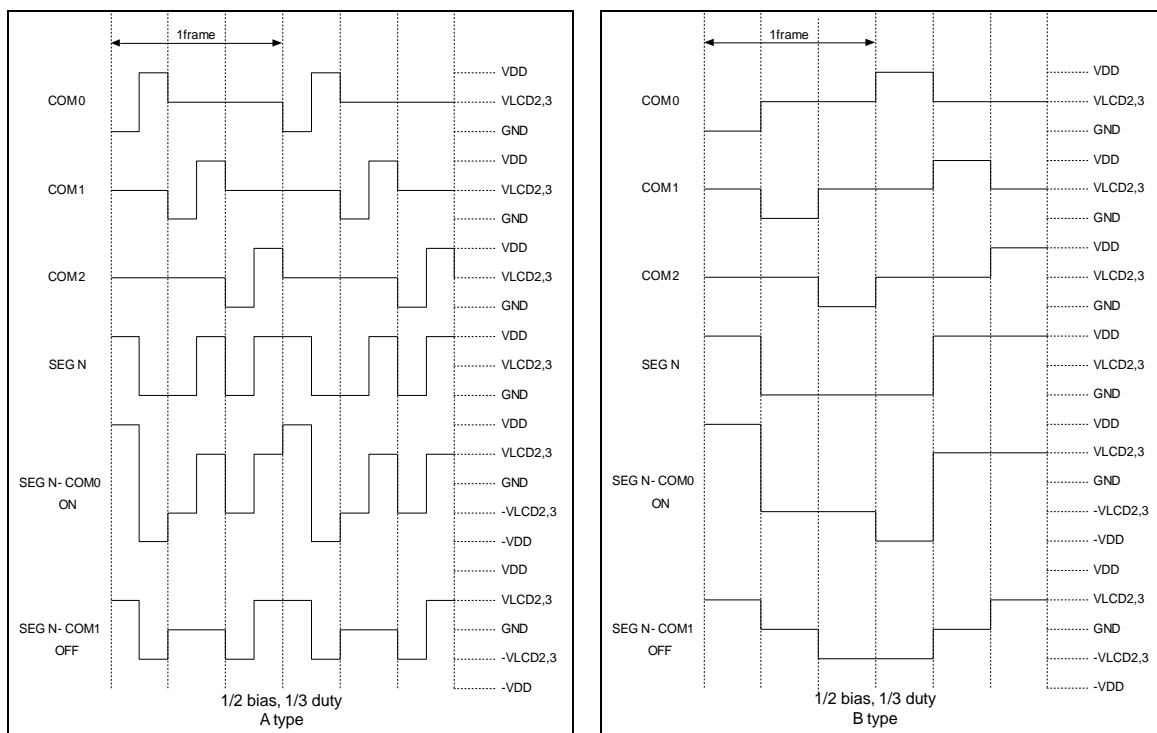 1frame
COM0
VDD
VLCD2,3
GND
COM1
VDD
VLCD2,3
GND
COM2
VDD
VLCD2,3
GND
SEG N
VDD
VLCD2,3
GND
SEG N- COM0
ON
VDD
VLCD2,3
GND
-VLCD2,3
-VDD
SEG N- COM1
OFF
VDD
VLCD2,3
GND
-VLCD2,3
-VDD
1/2 bias, 1/3 duty
A type
1frame
COM0
VDD
VLCD2,3
GND
COM1
VDD
VLCD2,3
GND
COM2
VDD
VLCD2,3
GND
SEG N
VDD
VLCD2,3
GND
SEG N- COM0
ON
VDD
VLCD2,3
GND
-VLCD2,3
-VDD
SEG N- COM1
OFF
VDD
VLCD2,3
GND
-VLCD2,3
-VDD
1/2 bias, 1/3 duty
B type